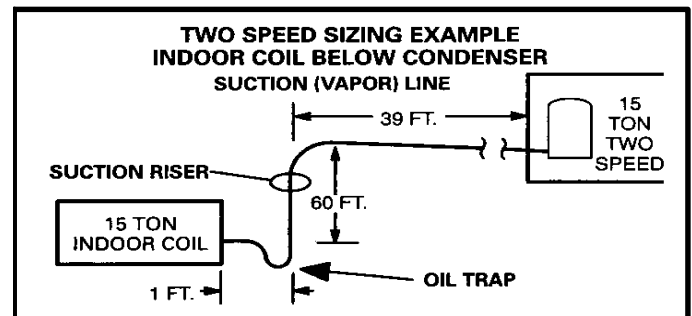 TWO SPEED SIZING EXAMPLE
INDOOR COIL BELOW CONDENSER
SUCTION (VAPOR) LINE
39 FT.
15
TON
TWO
SPEED
SUCTION RISER
60 FT.
15 TON
INDOOR COIL
OIL TRAP
1 FT.